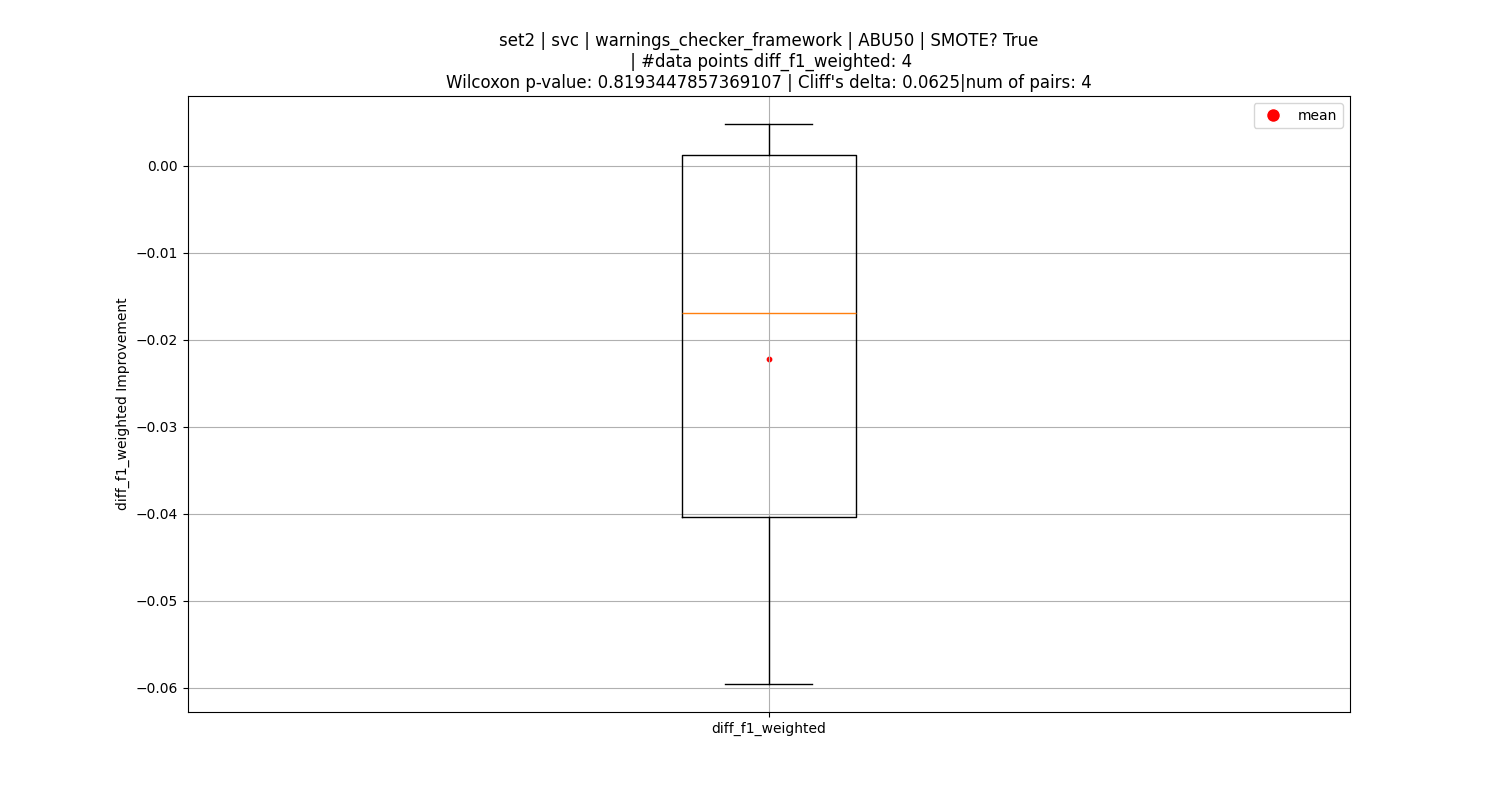 set2 | svc | warnings_checker_framework | ABU50 | SMOTE? True
| #data points diff_f1_weighted: 4
Wilcoxon p-value: 0.8193447857369107 | Cliff's delta: 0.0625|num of pairs: 4
mean
0.00
−0.01
−0.02
−0.03
−0.04
−0.05
−0.06
diff_f1_weighted Improvement
diff_f1_weighted